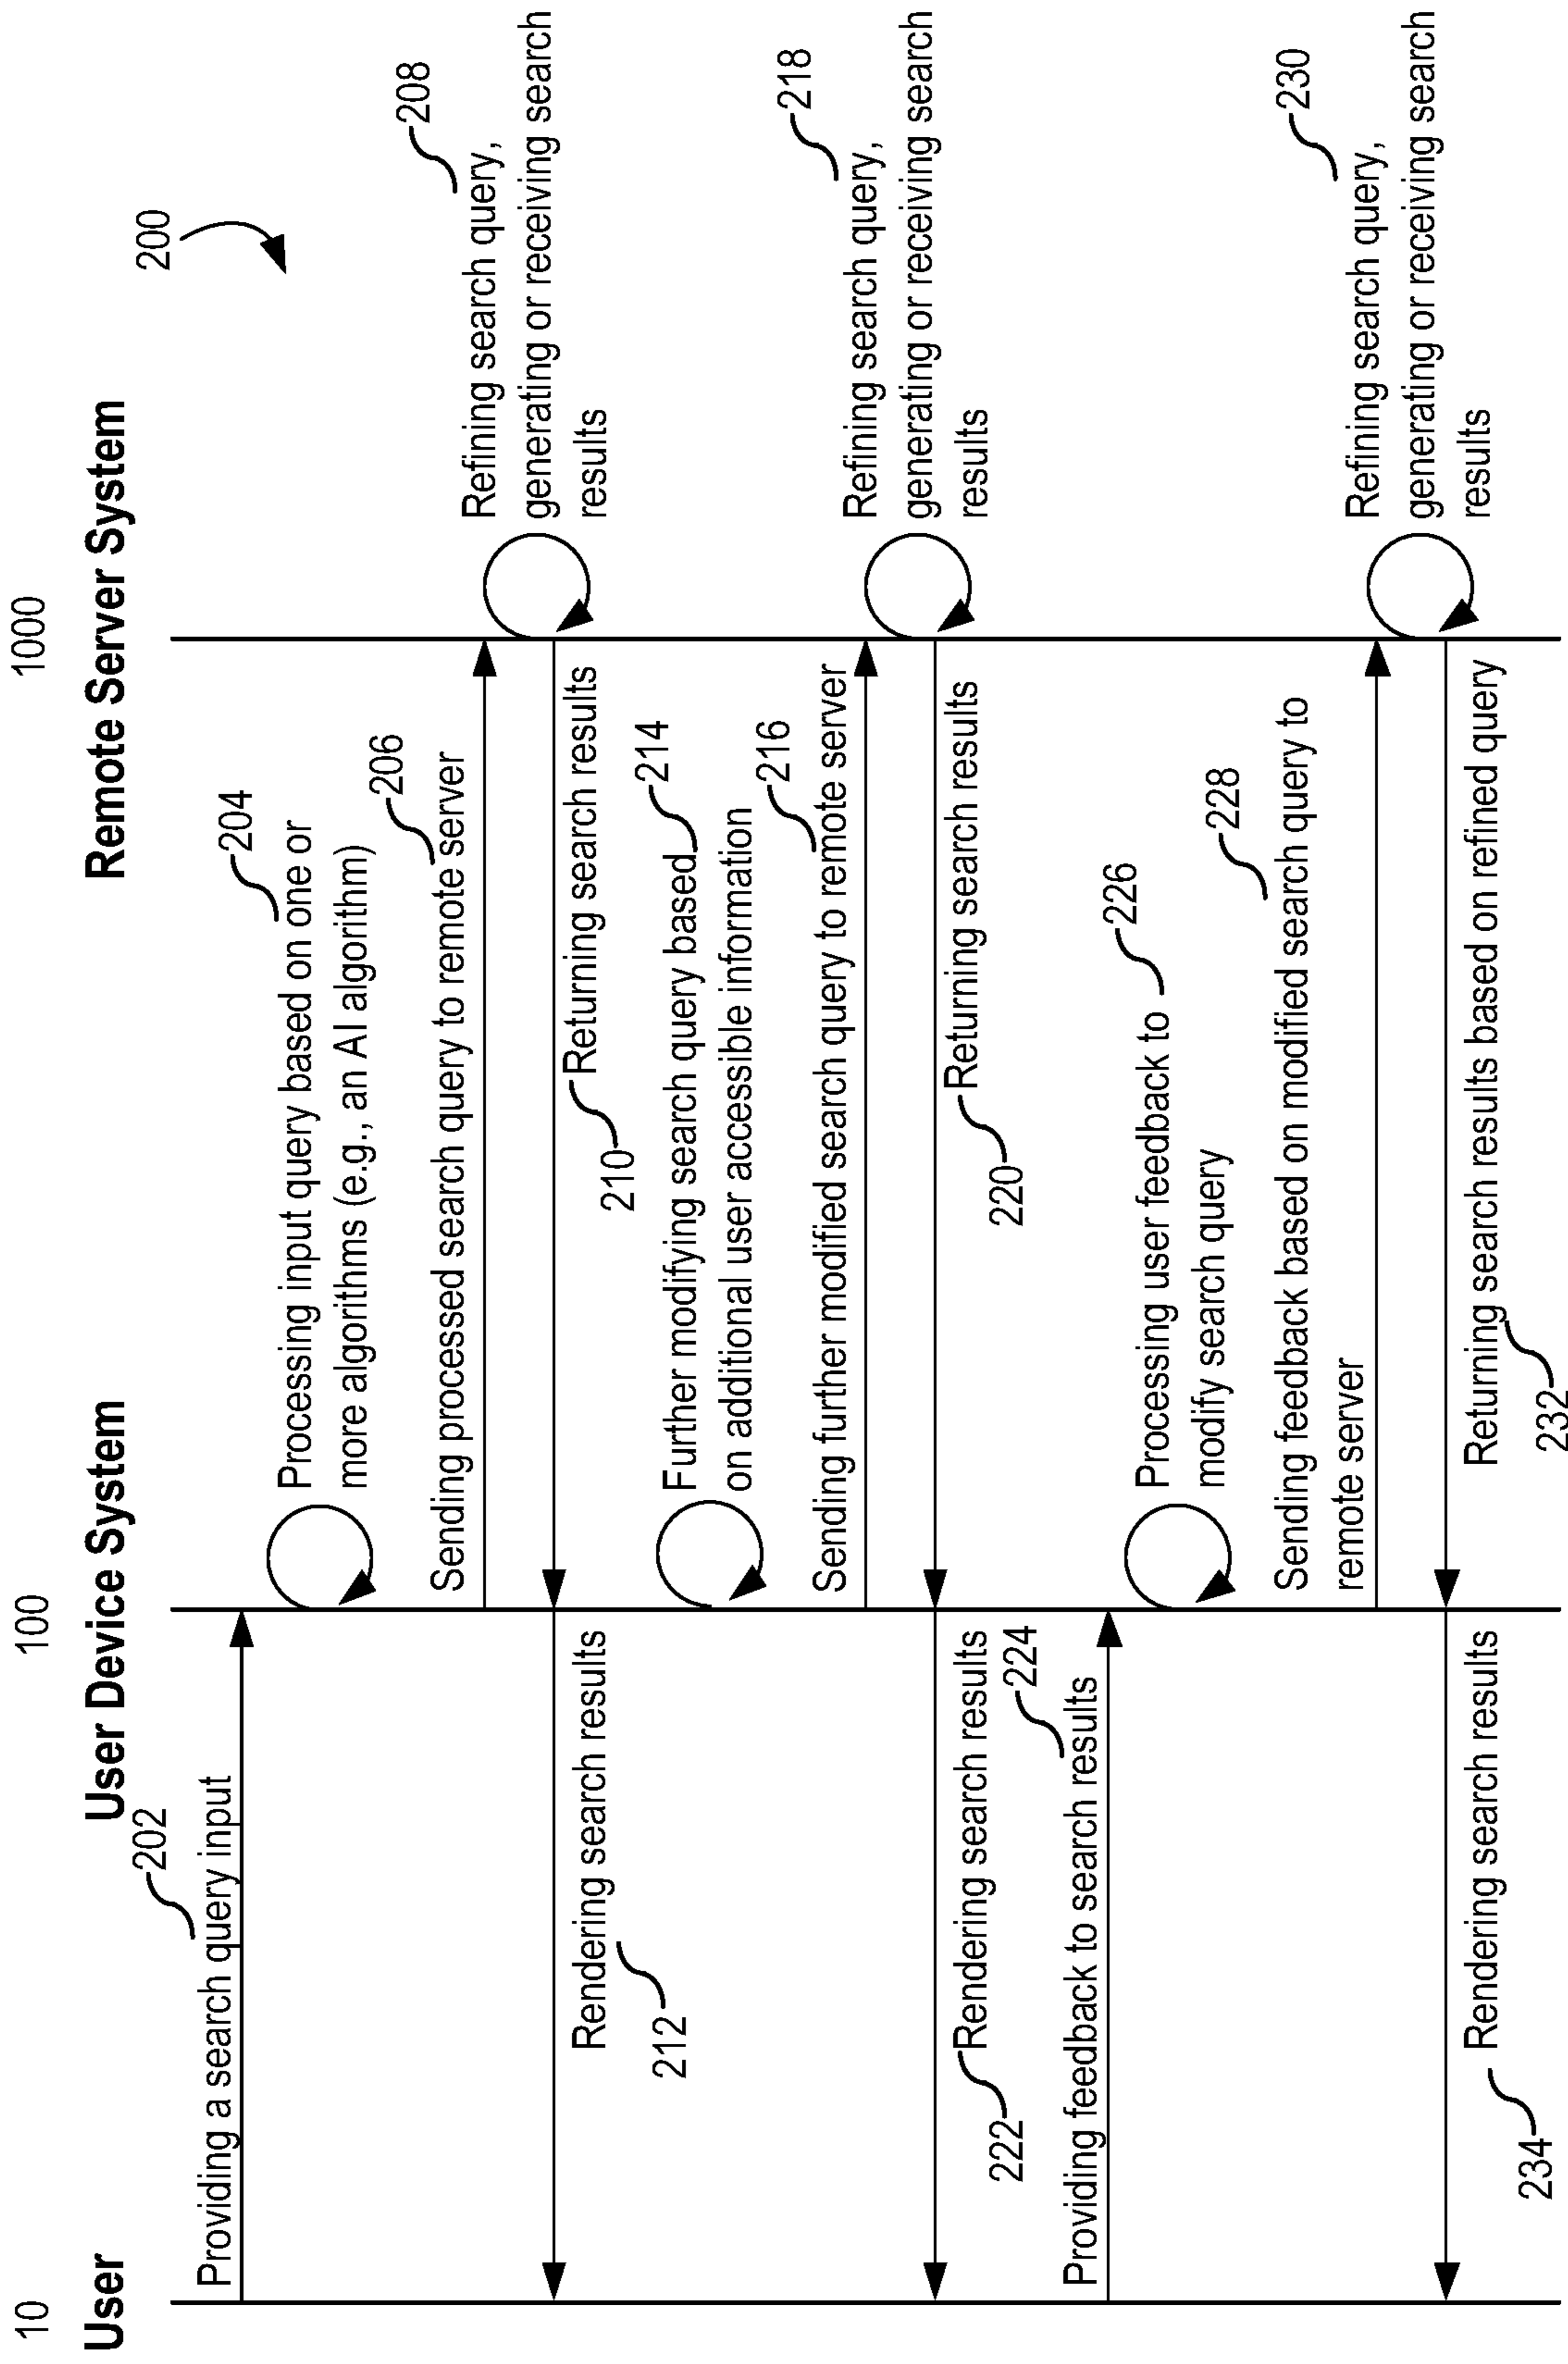 10
100
1000
User
User Device System
Remote Server System
200
202
Providing a search query input
204
Processing input query based on one or
more algorithms (e.g., an AI algorithm)
206
Sending processed search query to remote server
208
Refining search query,
generating or receiving search
results
210
Returning search results
Rendering search results
212
214
Further modifying search query based
on additional user accessible information
216
Sending further modified search query to remote server
218
Refining search query,
generating or receiving search
results
220
Returning search results
222
Rendering search results
224
Providing feedback to search results
226
Processing user feedback to
modify search query
228
Sending feedback based on modified search query to
remote server
230
Refining search query,
generating or receiving search
results
Returning search results based on refined query
232
Rendering search results
234